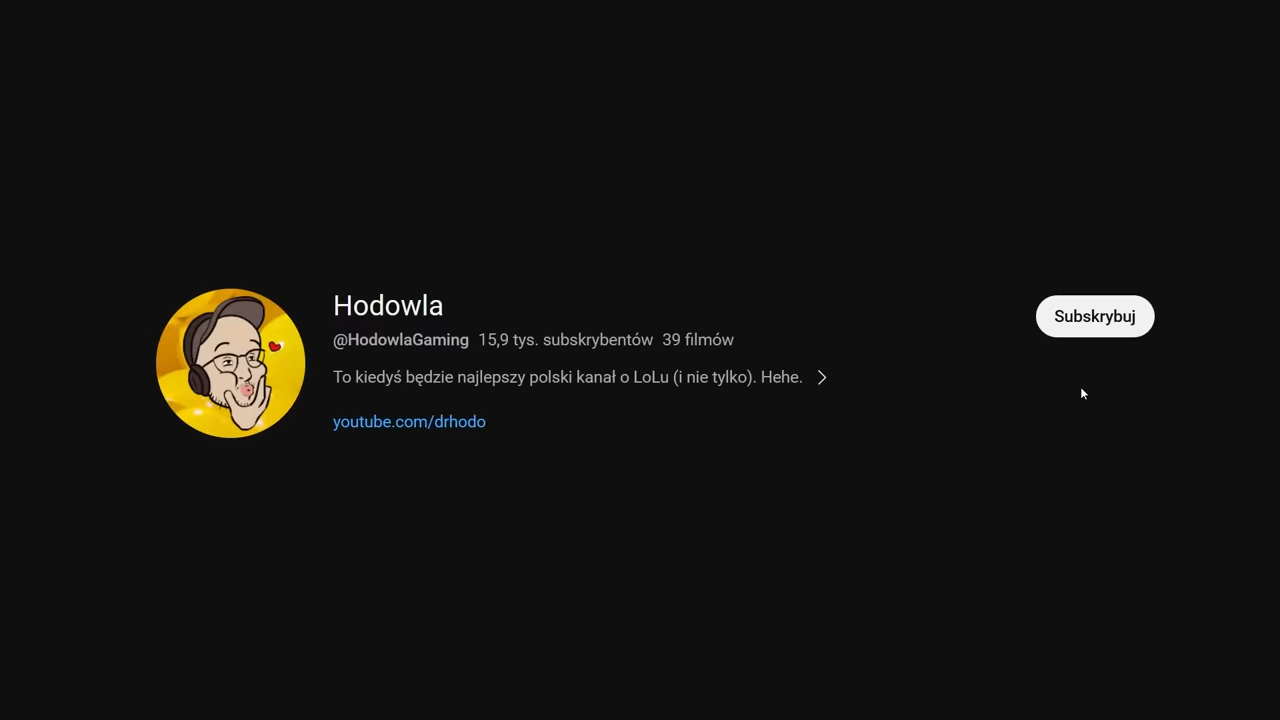 Hodowla
@HodowlaGaming 15,9 tys. subskrybentów 39 filmów
Subskrybuj
To kiedyś będzie najlepszy polski kanał o LoLu (i nie tylko). Hehe.
youtube.com/drhodo